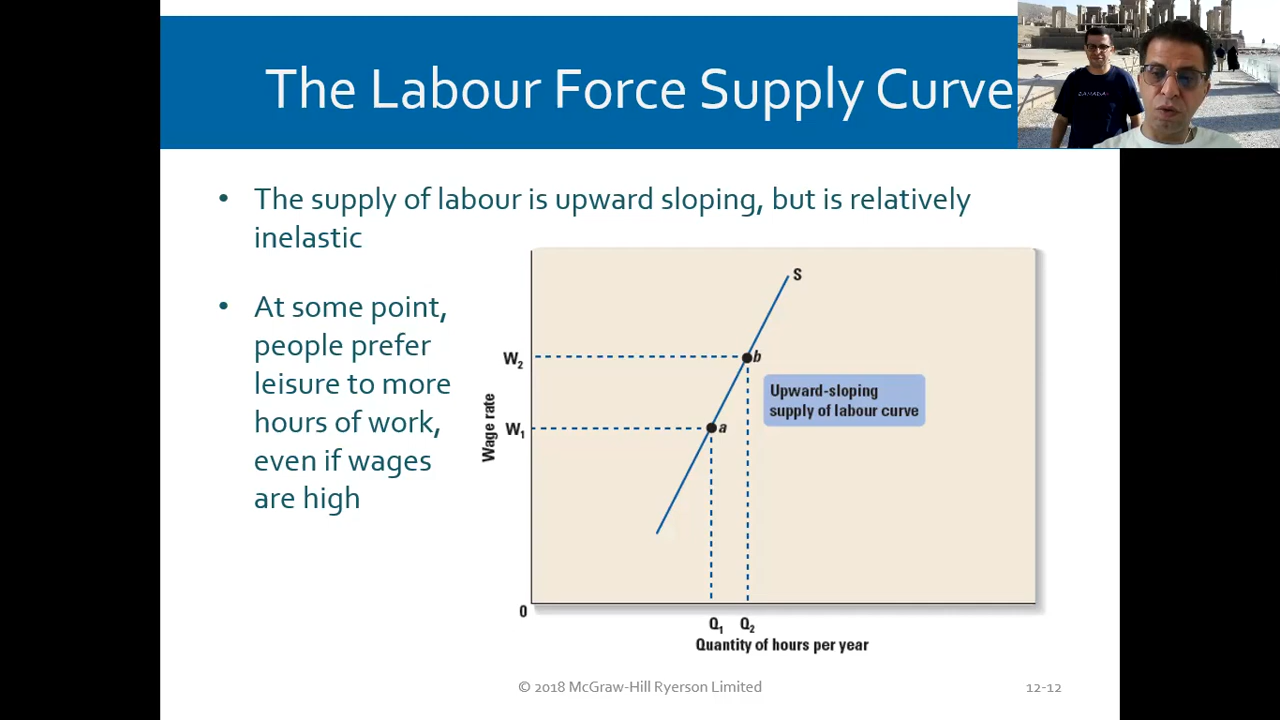 The Labour Force Supply Curve
• The supply of labour is upward sloping, but is relatively
inelastic
• At some point,
people prefer
leisure to more
hours of work,
even if wages
are high
S
W2
b
Upward-sloping
supply of labour curve
Wage rate
W1
a
0
Q1 Q2
Quantity of hours per year
© 2018 McGraw-Hill Ryerson Limited
12-12